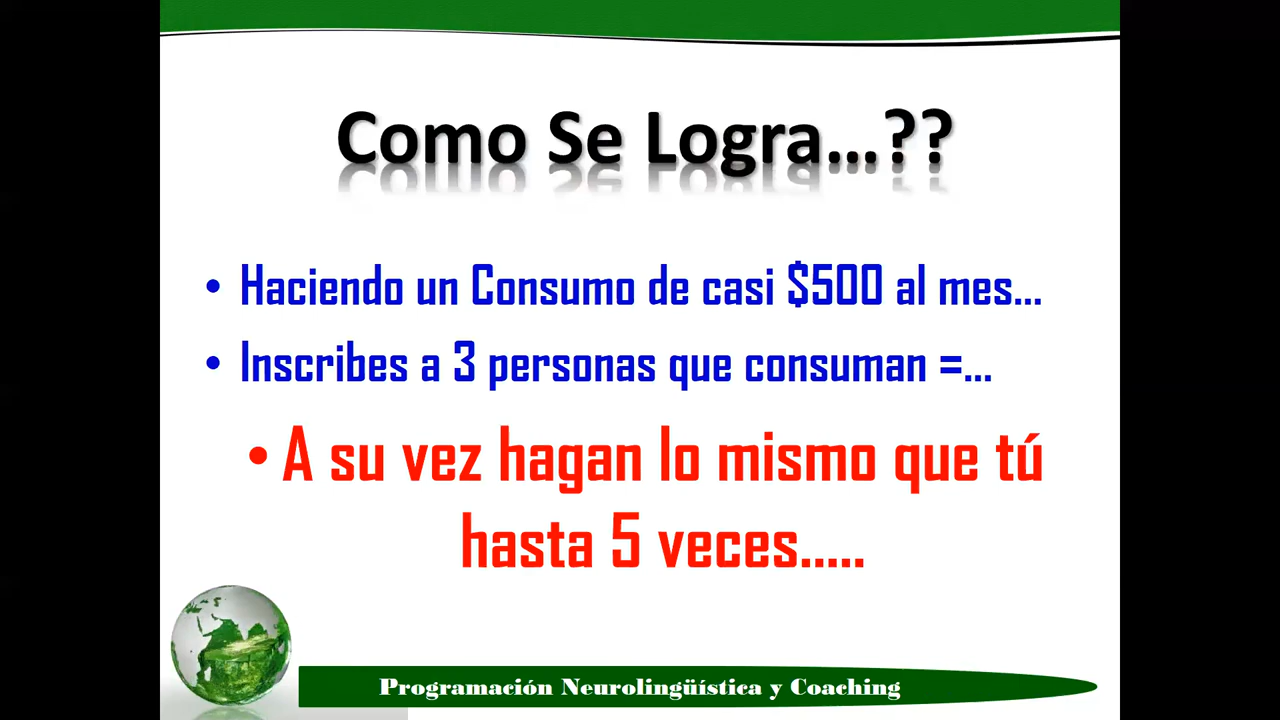 Como Se Logra...??
• Haciendo un Consumo de casi $500 al mes...
• Inscribes a 3 personas que consuman =...
• A su vez hagan lo mismo que tú
hasta 5 veces.....
Programación Neurolingüística y Coaching